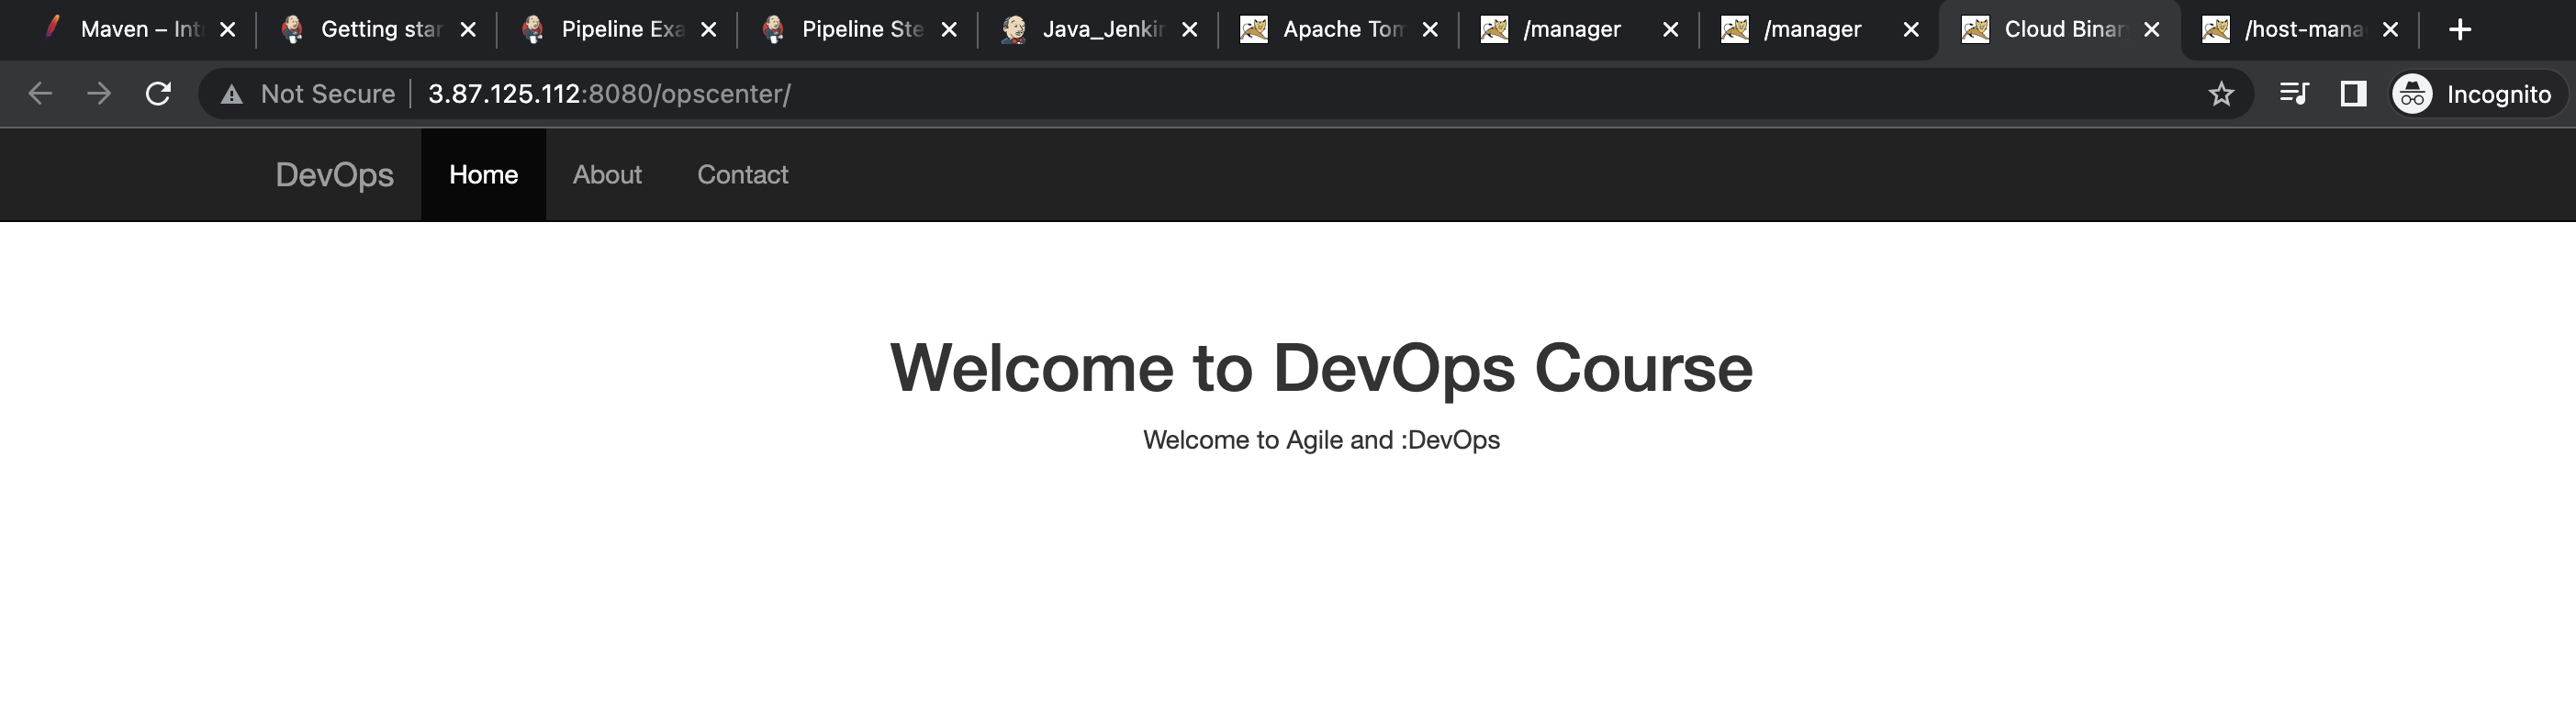 Maven – Int
Getting star
Pipeline Exa
Pipeline Ste
Java_Jenkin
Apache Tom
/manager
/manager
Cloud Binar
/host-mana
Not Secure
3.87.125.112:8080/opscenter/
Incognito
DevOps
Home
About
Contact
Welcome to DevOps Course
Welcome to Agile and :DevOps